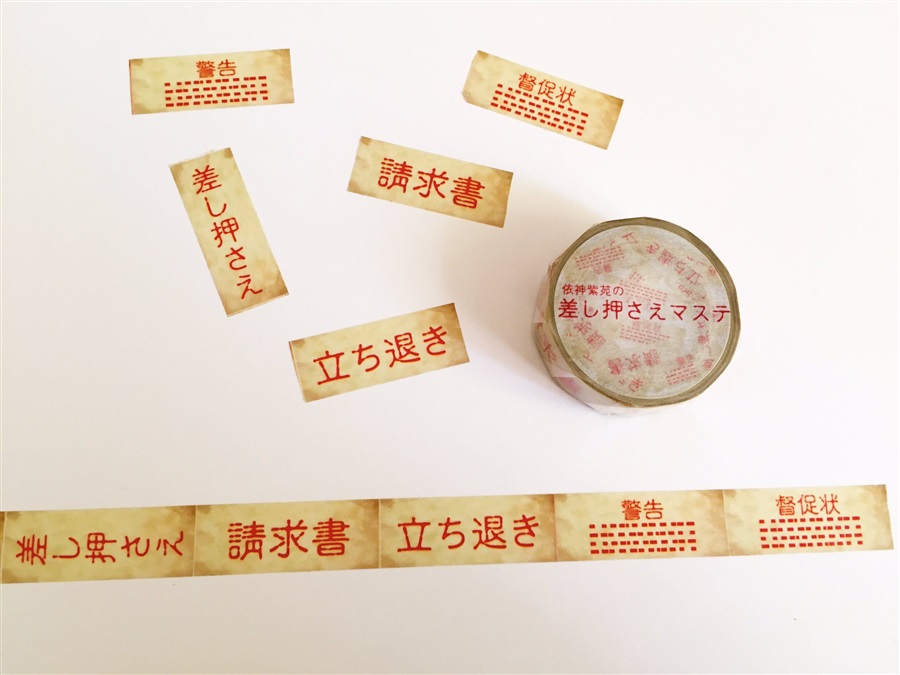 警告
督促状
請求書
差し押さえ
立ち退き
依神紫苑の
差し押さえマステ
差し押さえ
請求書
立ち退き
警告
督促状